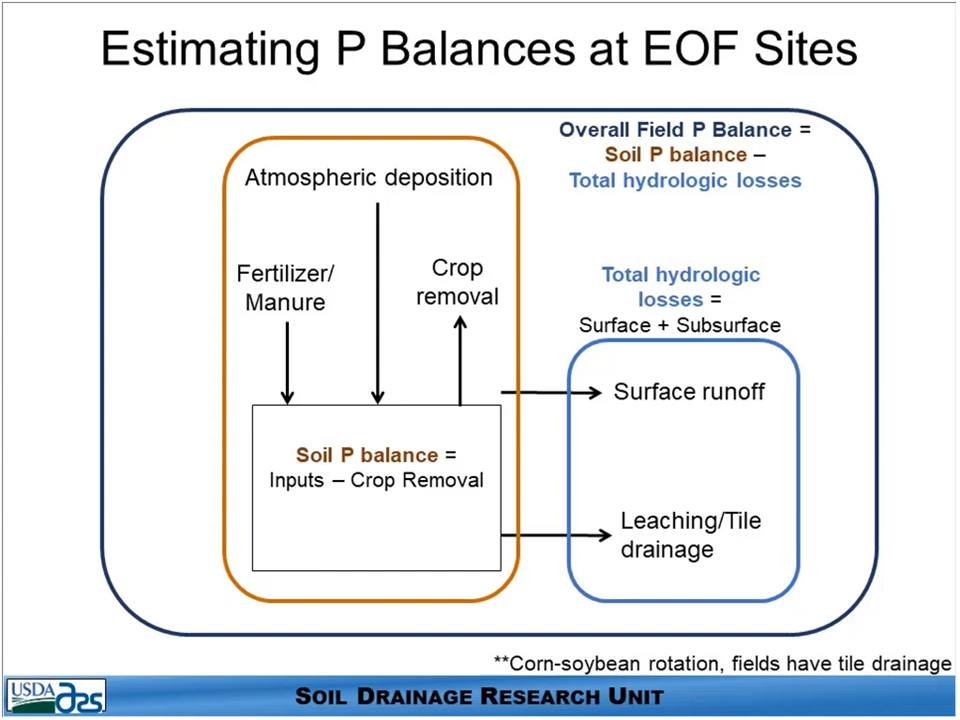 Estimating P Balances at EOF Sites
Overall Field P Balance =
Soil P balance –
Total hydrologic losses
Atmospheric deposition
Fertilizer/
Manure
Crop
removal
Total hydrologic
losses =
Surface + Subsurface
Surface runoff
Soil P balance =
Inputs – Crop Removal
Leaching/Tile
drainage
**Corn-soybean rotation, fields have tile drainage
USDA ars
SOIL DRAINAGE RESEARCH UNIT